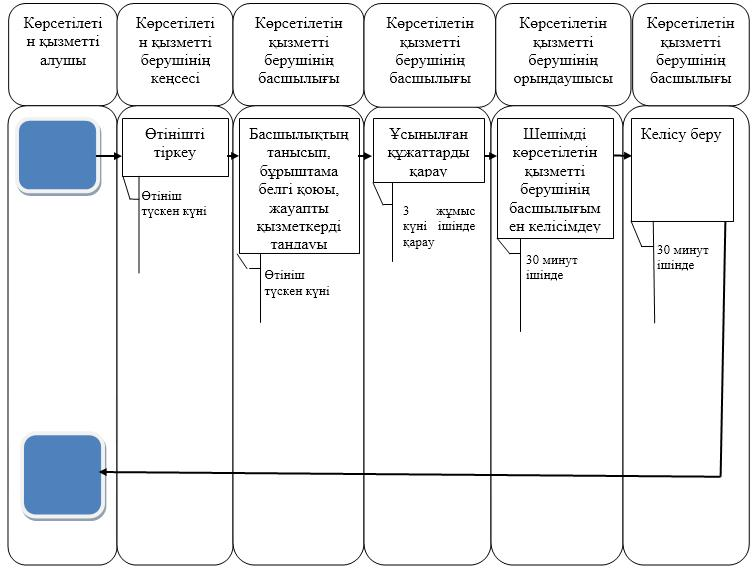 Көрсетілеті
н қызметті
алушы
Көрсетілеті
н қызметті
берушінің
кеңсесі
Көрсетілетін
қызметті
берушінің
басшылығы
Көрсетілетін
қызметті
берушінің
басшылығы
Көрсетілетін
қызметті
берушінің
орындаушысы
Көрсетілетін
қызметті
берушінің
басшылығы
Өтінішті
тіркеу
Өтініш
түскен күні
Басшылықтың
танысып,
бұрыштама
белгі қоюы,
жауапты
қызметкерді
таңдауы
Өтініш
түскен күні
Ұсынылған
құжаттарды
қарау
3 жұмыс
күні ішінде
қарау
Шешімді
көрсетілетін
қызметті
берушінің
басшылығым
ен келісімдеу
30 минут
ішінде
Келісу беру
30 минут
ішінде